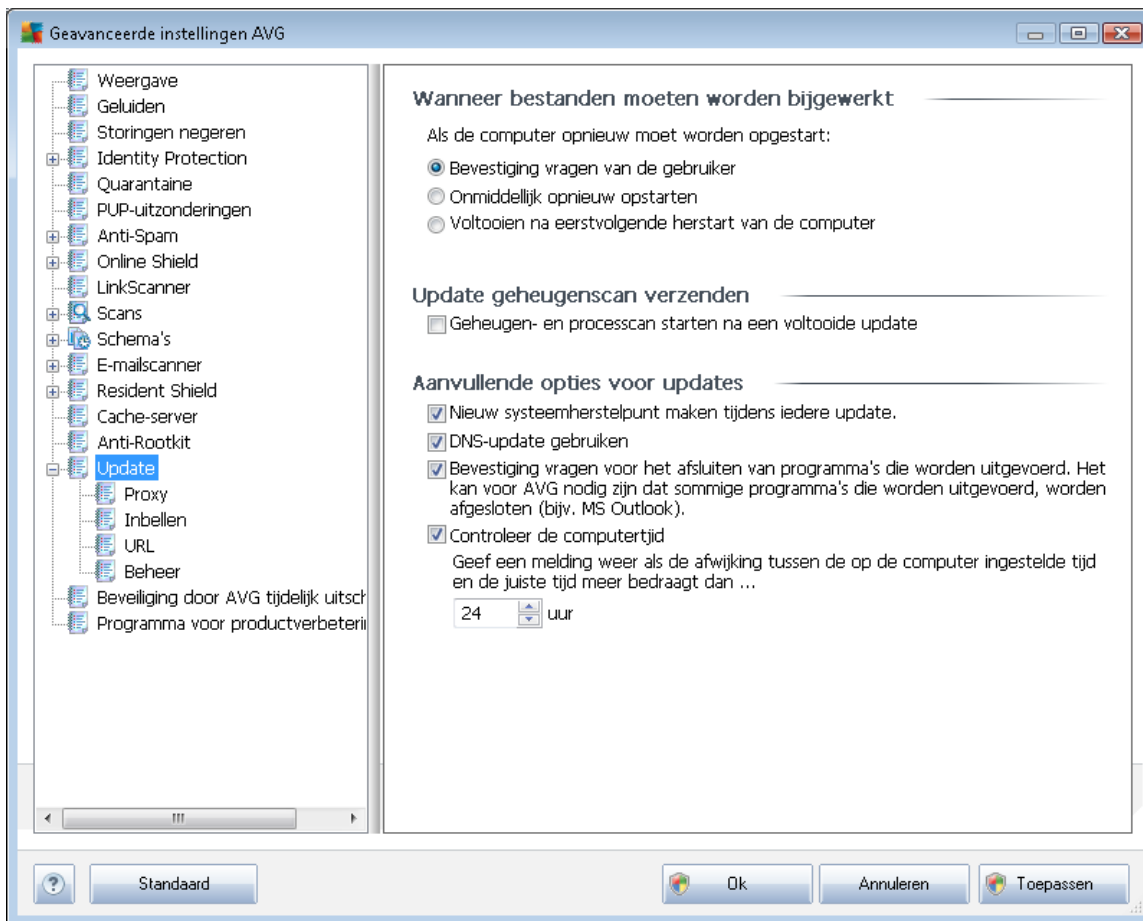 Geavanceerde instellingen AVG
Weergave
Geluiden
Storingen negeren
Identity Protection
Quarantaine
PUP-uitzonderingen
Anti-Spam
Online Shield
LinkScanner
Scans
Schema's
E-mailscanner
Resident Shield
Cache-server
Anti-Rootkit
Update
Proxy
Inbellen
URL
Beheer
Beveiliging door AVG tijdelijk uitsch
Programma voor productverbeterin
Wanneer bestanden moeten worden bijgewerkt
Als de computer opnieuw moet worden opgestart:
Bevestiging vragen van de gebruiker
Onmiddellijk opnieuw opstarten
Voltooien na eerstvolgende herstart van de computer
Update geheugenscan verzenden
Geheugen- en processcan starten na een voltooide update
Aanvullende opties voor updates
Nieuw systeemherstelpunt maken tijdens iedere update.
DNS-update gebruiken
Bevestiging vragen voor het afsluiten van programma's die worden uitgevoerd. Het
kan voor AVG nodig zijn dat sommige programma's die worden uitgevoerd, worden
afgesloten (bijv. MS Outlook).
Controleer de computertijd
Geef een melding weer als de afwijking tussen de op de computer ingestelde tijd
en de juiste tijd meer bedraagt dan ...
24 uur
?
Standaard
Ok
Annuleren
Toepassen